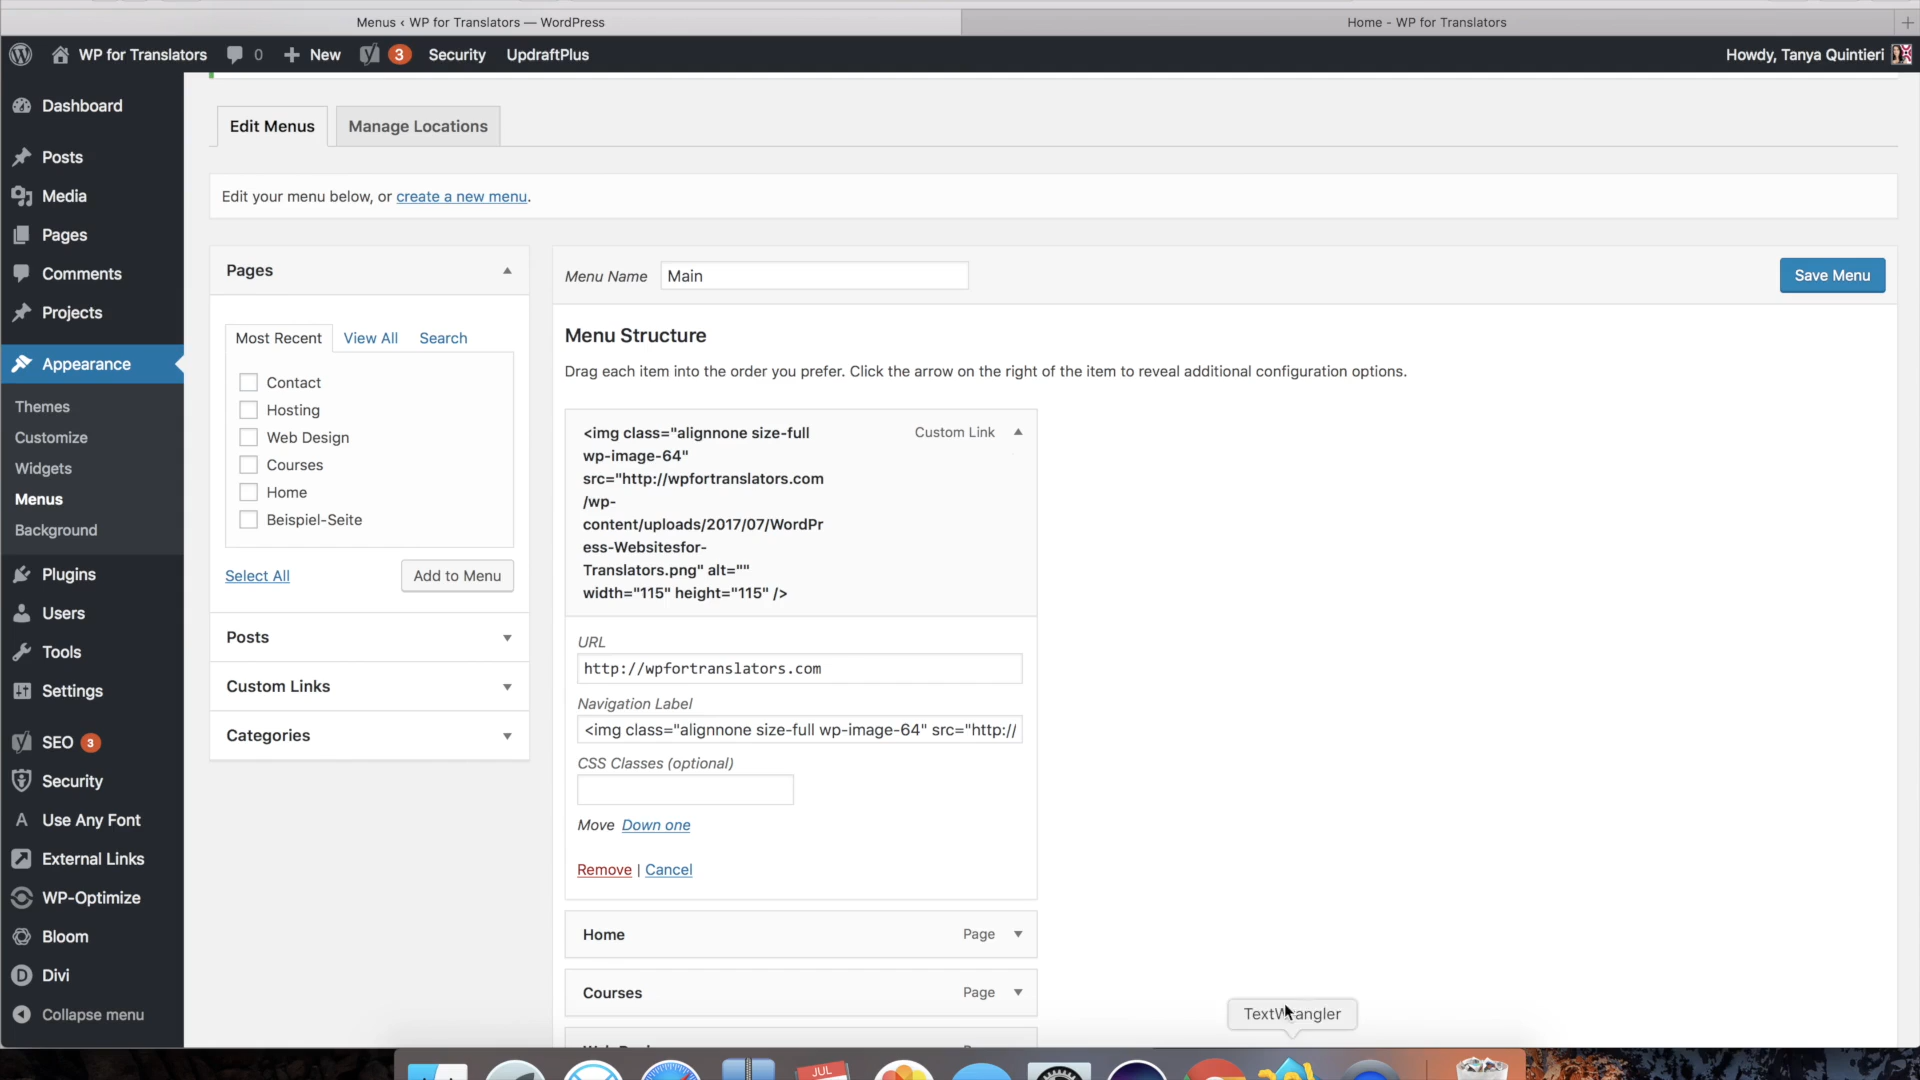 Menus ‹ WP for Translators — WordPress
Home - WP for Translators
WP for Translators 0 New 3 Security UpdraftPlus
Howdy, Tanya Quintieri
Dashboard
Posts
Media
Pages
Comments
Projects
Appearance
Themes
Customize
Widgets
Menus
Background
Plugins
Users
Tools
Settings
SEO 3
Security
Use Any Font
External Links
WP-Optimize
Bloom
Divi
Collapse menu
Edit Menus
Manage Locations
Edit your menu below, or create a new menu.
Pages
Most Recent View All Search
Contact
Hosting
Web Design
Courses
Home
Beispiel-Seite
Select All
Add to Menu
Posts
Custom Links
Categories
Menu Name Main
Save Menu
Menu Structure
Drag each item into the order you prefer. Click the arrow on the right of the item to reveal additional configuration options.
<img class="alignnone size-full
wp-image-64"
src="http://wpfortranslators.com
/wp-
content/uploads/2017/07/WordPr
ess-Websitesfor-
Translators.png" alt=""
width="115" height="115" />
Custom Link
URL
http://wpfortranslators.com
Navigation Label
<img class="alignnone size-full wp-image-64" src="http://
CSS Classes (optional)
Move Down one
Remove | Cancel
Home Page
Courses Page
TextWrangler
JUL